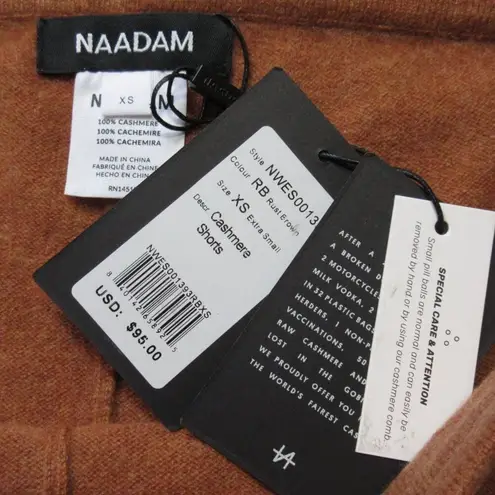 NAADAM
N XS M
100% CASHMERE
100% CACHEMIRE
100% CACHEMIRA
MADE IN CHINA
FABRIQUÉ EN CHINE
HECHO EN CHINA
Style NWES0013
Colour RB Rust Brown
Size XS Extra Small
Descr. Cashmere
Shorts
NWES001393RBXS
USD: $95.00
AFTER A
A BROKEN D
2 MOTORCYCLE
MILK VODKA, 2
IN 32 PLASTIC BAGS
HERDERS, 1 NON-P
VACCINATIONS, 50
RAW CASHMERE AND
LOST IN THE GOB
WE PROUDLY OFFER YOU
THE WORLD'S FAIREST CAS
SPECIAL CARE & ATTENTION
Small pill balls are normal and can easily be
removed by hand or by using our cashmere comb.